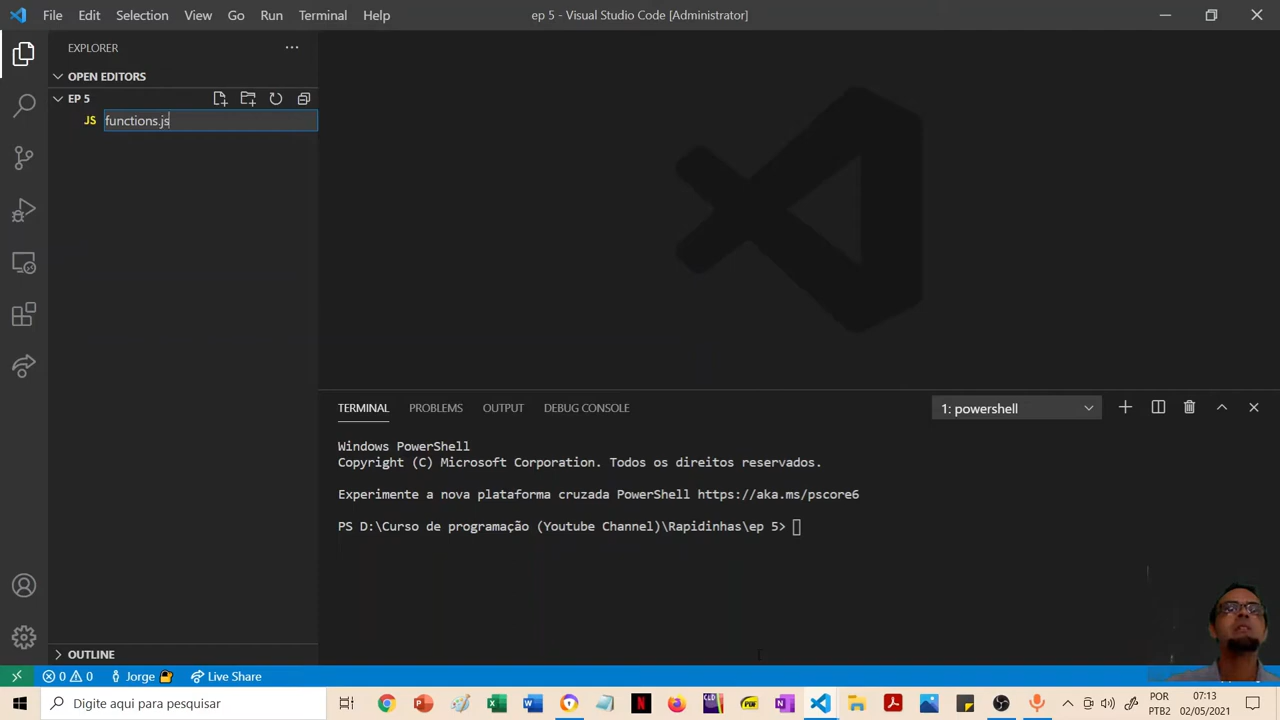 File Edit Selection View Go Run Terminal Help ep 5 - Visual Studio Code [Administrator]
EXPLORER
OPEN EDITORS
EP 5
JS functions.js
TERMINAL PROBLEMS OUTPUT DEBUG CONSOLE 1: powershell
Windows PowerShell
Copyright (C) Microsoft Corporation. Todos os direitos reservados.
Experimente a nova plataforma cruzada PowerShell https://aka.ms/pscore6
PS D:\Curso de programação (Youtube Channel)\Rapidinhas\ep 5>
OUTLINE
0 0 Jorge Live Share
Digite aqui para pesquisar
POR 07:13
PTB2 02/05/2021